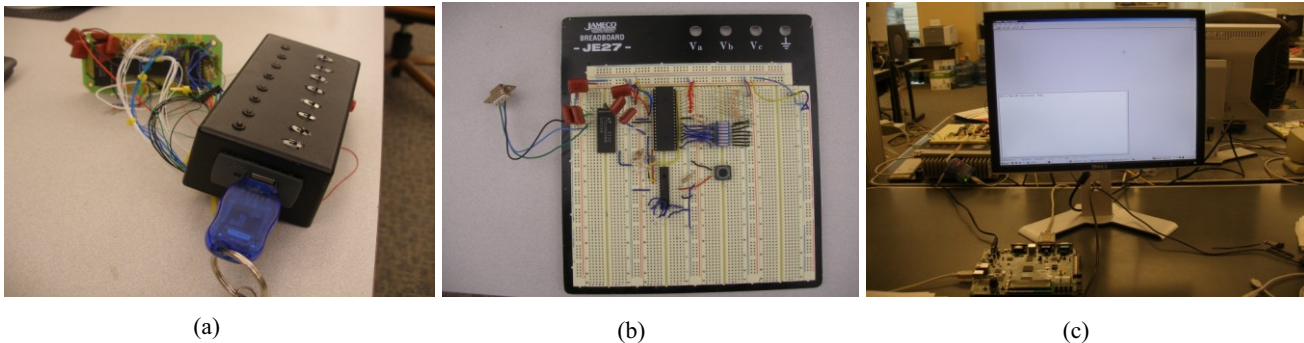 JAMECO
BREADBOARD
- JE27 -
Va Vb Vc
(a)
(b)
(c)